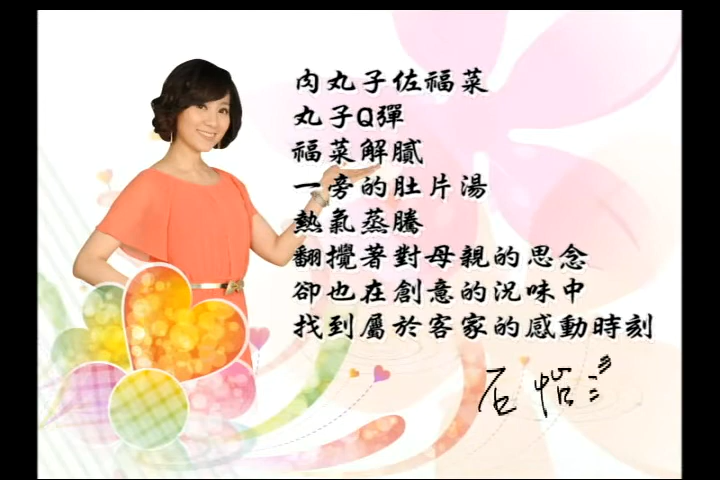 肉丸子佐福菜
丸子Q彈
福菜解膩
一旁的肚片湯
熱氣蒸騰
翻攪著對母親的思念
卻也在創意的況味中
找到屬於客家的感動時刻
石怡